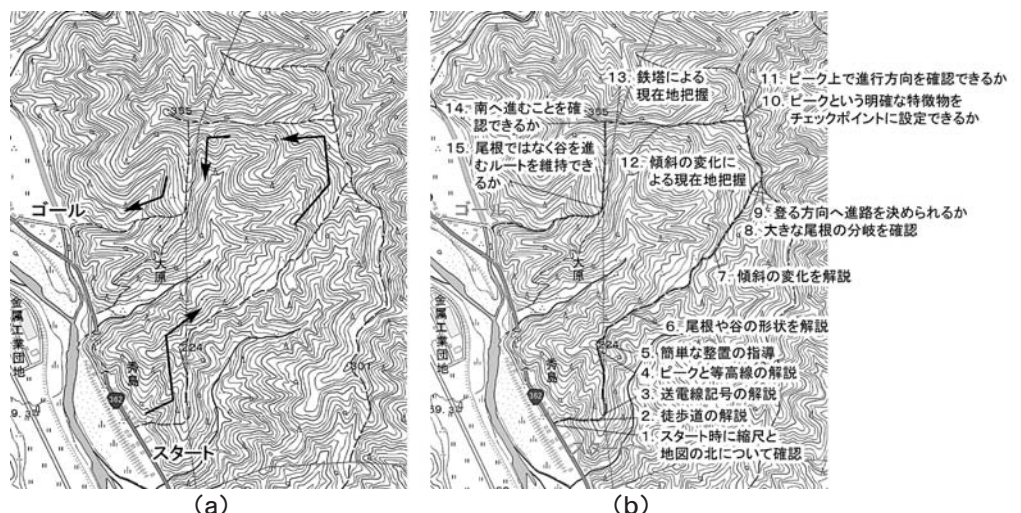 355
ゴール
大原
金属工業団地
224
秀島
301
362
スタート
(a)
13. 鉄塔による
現在地把握
11. ピーク上で進行方向を確認できるか
10. ピークという明確な特徴物を
チェックポイントに設定できるか
14. 南へ進むことを確
認できるか
355
15. 尾根ではなく谷を進
むルートを維持でき
るか
12. 傾斜の変化に
よる現在地把握
ゴ
9. 登る方向へ進路を決められるか
8. 大きな尾根の分岐を確認
大原
7. 傾斜の変化を解説
金属工業団地
6. 尾根や谷の形状を解説
224
5. 簡単な整置の指導
4. ピークと等高線の解説
秀島
3. 送電線記号の解説
362
2. 徒歩道の解説
1. スタート時に縮尺と
地図の北について確認
(b)